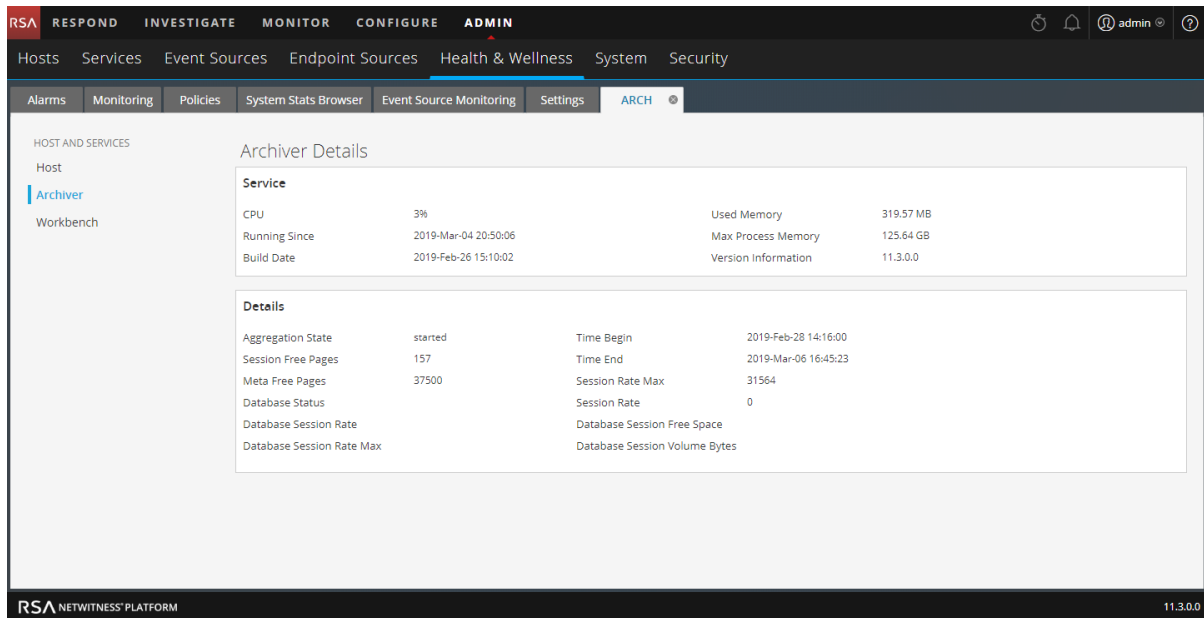 RSA RESPOND INVESTIGATE MONITOR CONFIGURE ADMIN admin ?
Hosts Services Event Sources Endpoint Sources Health & Wellness System Security
Alarms Monitoring Policies System Stats Browser Event Source Monitoring Settings ARCH
HOST AND SERVICES
Host
Archiver
Workbench
Archiver Details
Service
CPU 3% Used Memory 319.57 MB
Running Since 2019-Mar-04 20:50:06 Max Process Memory 125.64 GB
Build Date 2019-Feb-26 15:10:02 Version Information 11.3.0.0
Details
Aggregation State started Time Begin 2019-Feb-28 14:16:00
Session Free Pages 157 Time End 2019-Mar-06 16:45:23
Meta Free Pages 37500 Session Rate Max 31564
Database Status Session Rate 0
Database Session Rate Database Session Free Space
Database Session Rate Max Database Session Volume Bytes
RSA NETWITNESS® PLATFORM 11.3.0.0